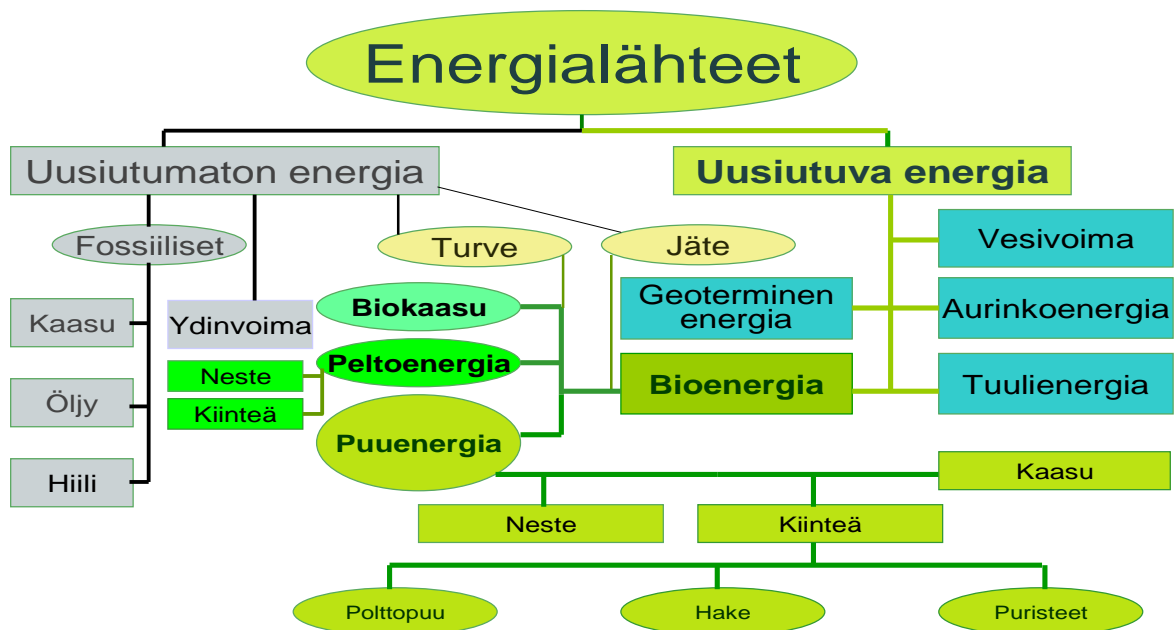 Energialähteet
Uusiutumaton energia
Uusiutuva energia
Fossiiliset
Turve
Jäte
Vesivoima
Kaasu
Ydinvoima
Biokaasu
Geoterminen
energia
Aurinkoenergia
Peltoenergia
Neste
Kiinteä
Öljy
Bioenergia
Tuulienergia
Puuenergia
Hiili
Kaasu
Neste
Kiinteä
Polttopuu
Hake
Puristeet